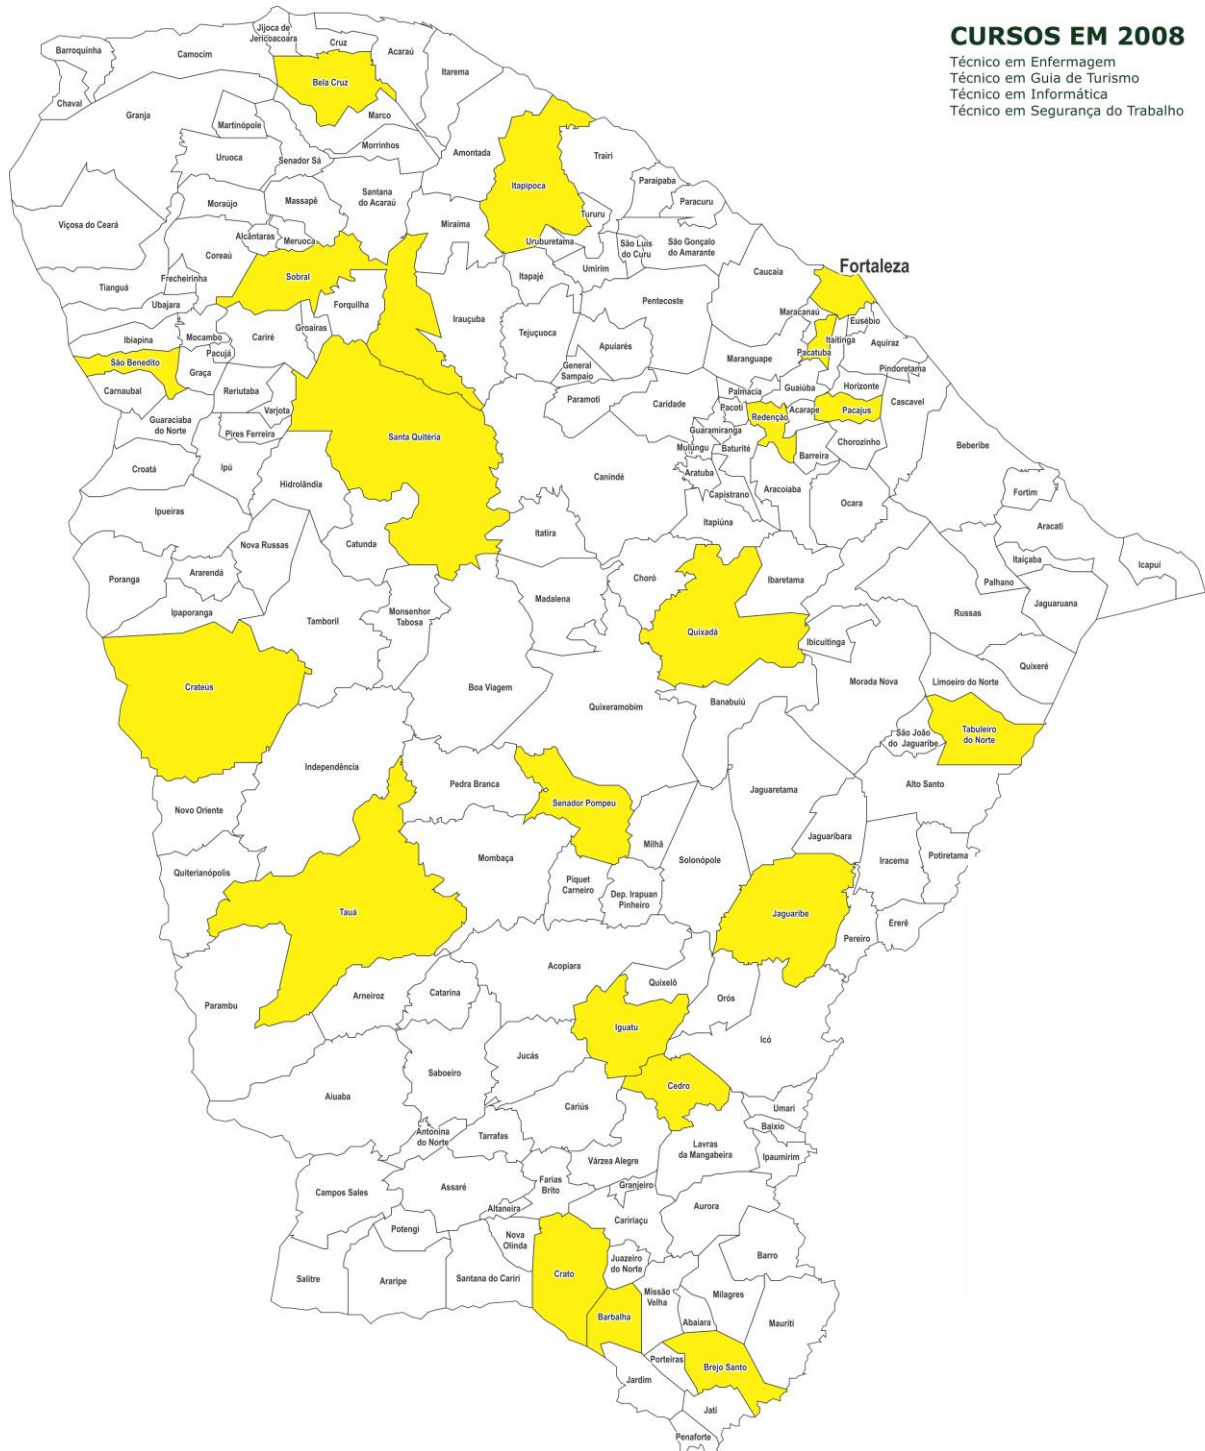 CURSOS EM 2008
Técnico em Enfermagem
Técnico em Guia de Turismo
Técnico em Informática
Técnico em Segurança do Trabalho
Jijoca de
Jericoacoara
Cruz
Barroquinha
Camocim
Acaraú
Itarema
Bela Cruz
Chaval
Granja
Marco
Martinópole
Morrinhos
Amontada
Uruoca
Senador Sá
Trairi
Itapipoca
Paraipaba
Moraújo
Massapê
Santana
do Acaraú
Paracuru
Tururu
Viçosa do Ceará
Miraíma
Alcântaras
Meruoca
Uruburetama
São Luis
do Curu
São Gonçalo
do Amarante
Coreaú
Umirim
Caucaia
Fortaleza
Sobral
Frecheirinha
Itapajé
Tianguá
Ubajara
Forquilha
Pentecoste
Maracanaú
Eusébio
Irauçuba
Groairas
Ibiapina
Mocambo
Cariré
Tejuçuoca
Apuiarés
Itaitinga
Aquiraz
Pacujá
Pacatuba
São Benedito
Maranguape
Graça
General
Sampaio
Pindoretama
Carnaubal
Reriutaba
Palmacia
Guaiúba
Horizonte
Paramoti
Caridade
Cascavel
Varjota
Pacoti
Redenção
Acarape
Pacajus
Guaraciaba
do Norte
Pires Ferreira
Guaramiranga
Santa Quitéria
Chorozinho
Mulungu
Baturité
Beberibe
Barreira
Croatá
Ipú
Aratuba
Canindé
Hidrolândia
Aracoiaba
Capistrano
Fortim
Ocara
Ipueiras
Itapiúna
Aracati
Itatira
Catunda
Nova Russas
Itaiçaba
Icapuí
Poranga
Ararendá
Choró
Ibaretama
Palhano
Madalena
Jaguaruana
Ipaporanga
Monsenhor
Tabosa
Russas
Tamboril
Quixadá
Ibicuitinga
Quixeré
Crateús
Boa Viagem
Morada Nova
Limoeiro do Norte
Quixeramobim
Banabuiú
Tabuleiro
do Norte
São João
do Jaguaribe
Independência
Pedra Branca
Alto Santo
Jaguaretama
Senador Pompeu
Novo Oriente
Jaguaribara
Milhã
Mombaça
Solonópole
Iracema
Potiretama
Quiterianópolis
Piquet
Carneiro
Dep. Irapuan
Pinheiro
Tauá
Jaguaribe
Ererê
Pereiro
Acopiara
Quixelô
Catarina
Arneiroz
Orós
Parambu
Iguatu
Icó
Jucás
Saboeiro
Cedro
Aiuaba
Cariús
Umari
Baixio
Antonina
do Norte
Tarrafas
Lavras
da Mangabeira
Ipaumirim
Várzea Alegre
Farias
Brito
Granjeiro
Campos Sales
Assaré
Altaneira
Aurora
Caririaçu
Potengi
Nova
Olinda
Barro
Juazeiro
do Norte
Crato
Salitre
Araripe
Santana do Cariri
Missão
Velha
Milagres
Barbalha
Abaiara
Mauriti
Porteiras
Brejo Santo
Jardim
Jati
Penaforte